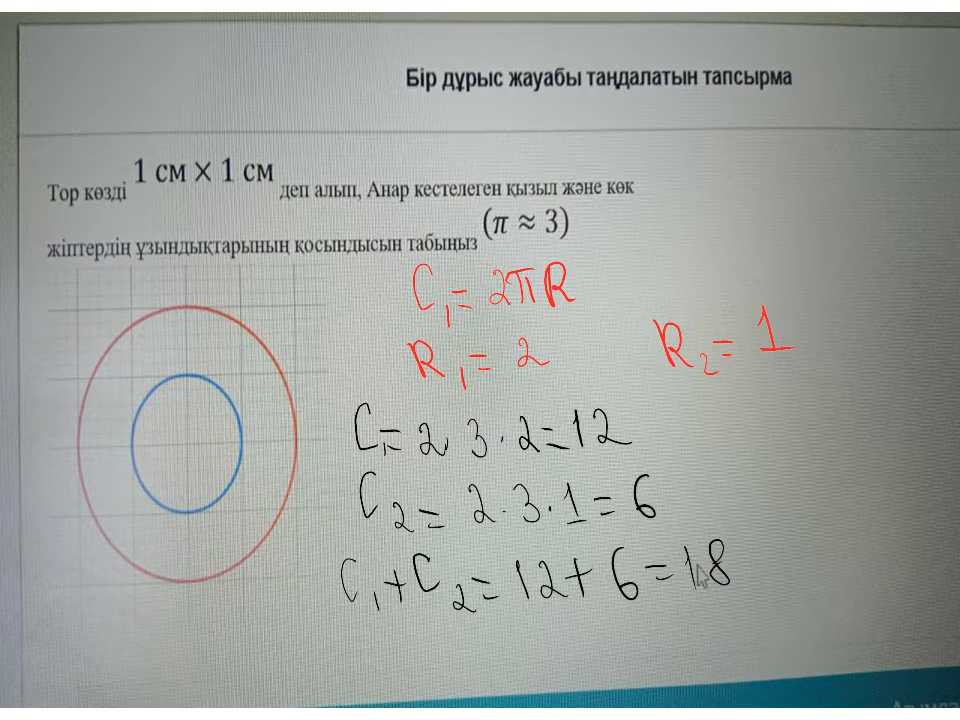 Бір дұрыс жауабы таңдалатын тапсырма
Тор көзді 1 см × 1 см деп алып, Анар кестелеген қызыл және көк
жіптердің ұзындықтарының қосындысын табыңыз (π ≈ 3)
C₁ = 2πR
R₁ = 2 R₂ = 1
C₁ = 2 · 3 · 2 = 12
C₂ = 2 · 3 · 1 = 6
C₁ + C₂ = 12 + 6 = 18